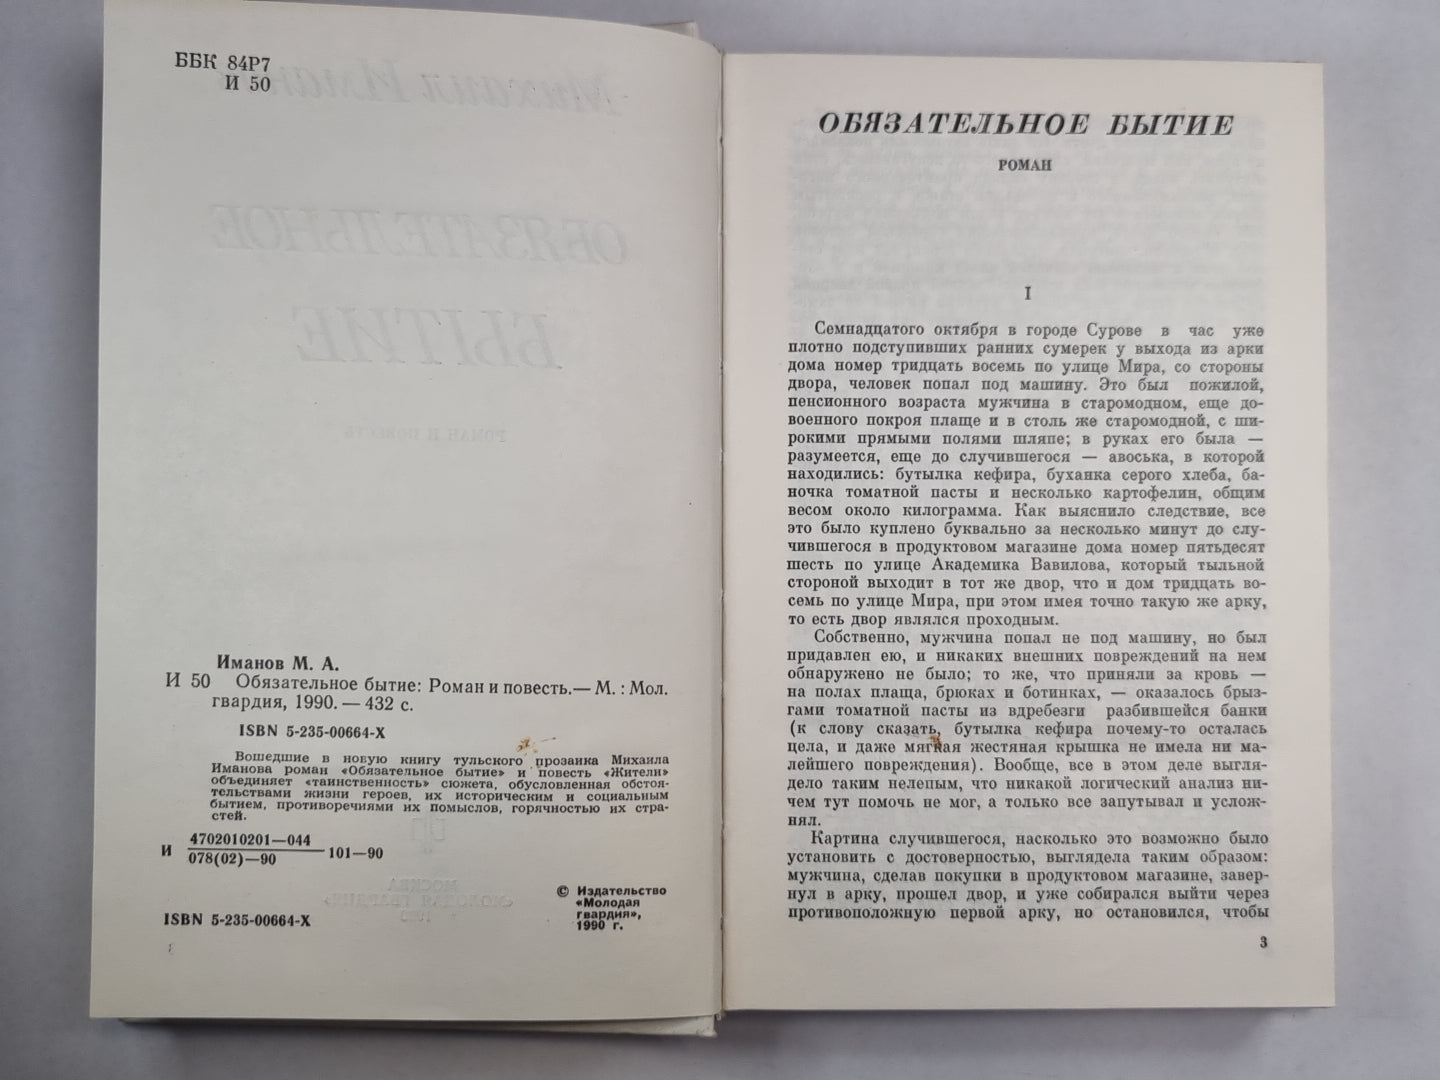 ББК 84Р7
И 50
Иманов М. А.
И 50 Обязательное бытие: Роман и повесть.— М. : Мол.
гвардия, 1990. — 432 с.
ISBN 5-235-00664-X
Вошедшие в новую книгу тульского прозаика Михаила
Иманова роман «Обязательное бытие» и повесть «Жители»
объединяет «таинственность» сюжета, обусловленная обстоя-
тельствами жизни героев, их историческим и социальным
бытием, противоречиями их помыслов, горячностью их стра-
стей.
И 4702010201—044
078(02)—90 101—90
© Издательство
«Молодая
гвардия»,
1990 г.
ISBN 5-235-00664-X
ОБЯЗАТЕЛЬНОЕ БЫТИЕ
РОМАН
I
Семнадцатого октября в городе Сурове в час уже
плотно подступивших ранних сумерек у выхода из арки
дома номер тридцать восемь по улице Мира, со стороны
двора, человек попал под машину. Это был пожилой,
пенсионного возраста мужчина в старомодном, еще до-
военного покроя плаще и в столь же старомодной, с ши-
рокими прямыми полями шляпе; в руках его была —
разумеется, еще до случившегося — авоська, в которой
находились: бутылка кефира, буханка серого хлеба, ба-
ночка томатной пасты и несколько картофелин, общим
весом около килограмма. Как выяснило следствие, все
это было куплено буквально за несколько минут до слу-
чившегося в продуктовом магазине дома номер пятьдесят
шесть по улице Академика Вавилова, который тыльной
стороной выходит в тот же двор, что и дом тридцать во-
семь по улице Мира, при этом имея точно такую же арку,
то есть двор являлся проходным.
Собственно, мужчина попал не под машину, но был
придавлен ею, и никаких внешних повреждений на нем
обнаружено не было; то же, что приняли за кровь —
на полах плаща, брюках и ботинках, — оказалось брыз-
гами томатной пасты из вдребезги разбившейся банки
(к слову сказать, бутылка кефира почему-то осталась
цела, и даже мягкая жестяная крышка не имела ни ма-
лейшего повреждения). Вообще, все в этом деле выгля-
дело таким нелепым, что никакой логический анализ ни-
чем тут помочь не мог, а только все запутывал и услож-
нял.
Картина случившегося, насколько это возможно было
установить с достоверностью, выглядела таким образом:
мужчина, сделав покупки в продуктовом магазине, завер-
нул в арку, прошел двор, и уже собирался выйти через
противоположную первой арку, но остановился, чтобы
3